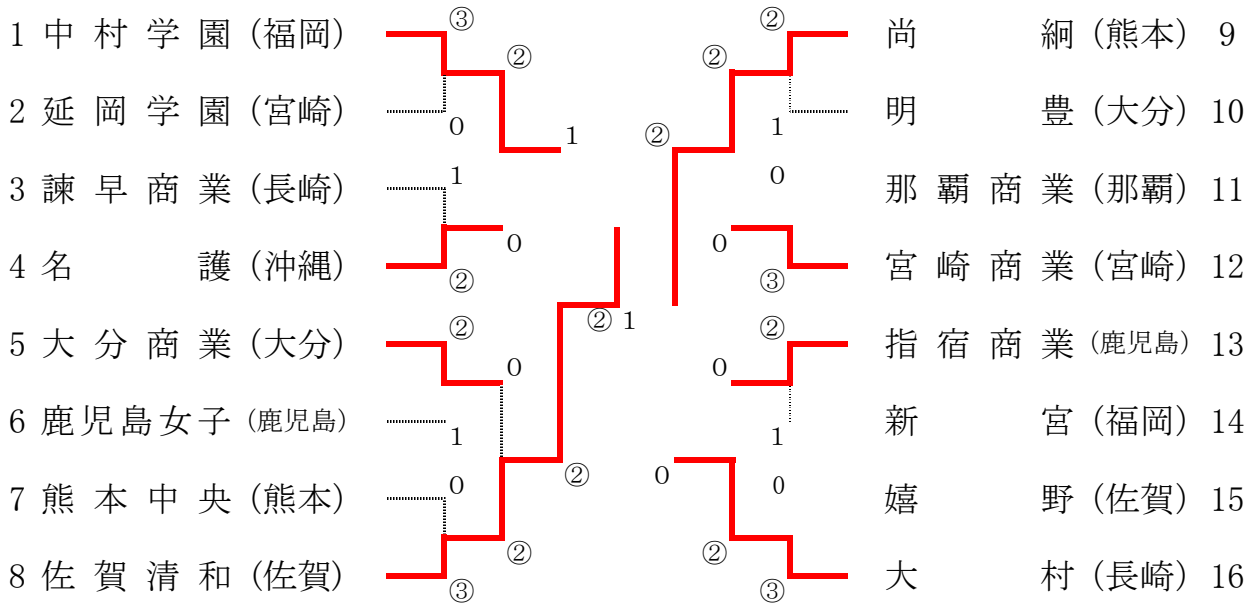 ③ ②
1 中村学園 (福岡) 尚絅 (熊本) 9
② ②
2 延岡学園 (宮崎) 明豊 (大分) 10
0 1 ② 1
3 諫早商業 (長崎) 1 0 那覇商業 (那覇) 11
0 0
4 名護 (沖縄) 宮崎商業 (宮崎) 12
② ③
② ② 1 ②
5 大分商業 (大分) 指宿商業 (鹿児島) 13
0 0
6 鹿児島女子 (鹿児島) 新宮 (福岡) 14
1 1
7 熊本中央 (熊本) 0 ② 0 0 嬉野 (佐賀) 15
② ②
8 佐賀清和 (佐賀) 大村 (長崎) 16
③ ③